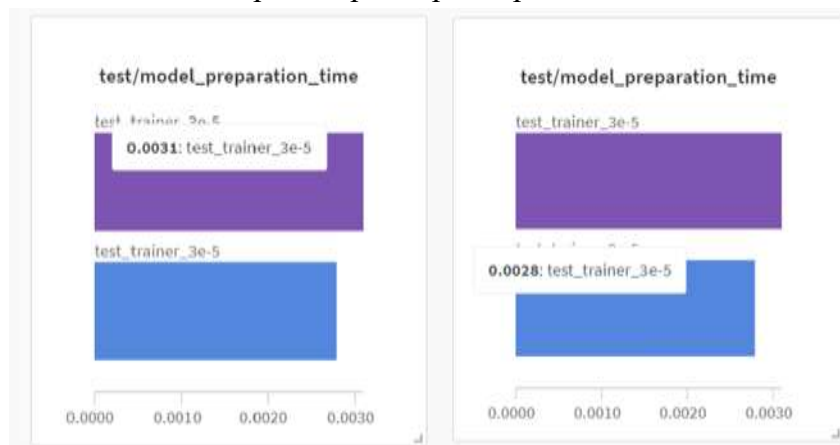 test/model_preparation_time
0.0031: test_trainer_3e-5
test_trainer_3e-5
0.0000 0.0010 0.0020 0.0030
test/model_preparation_time
test_trainer_3e-5
0.0028: test_trainer_3e-5
0.0000 0.0010 0.0020 0.0030